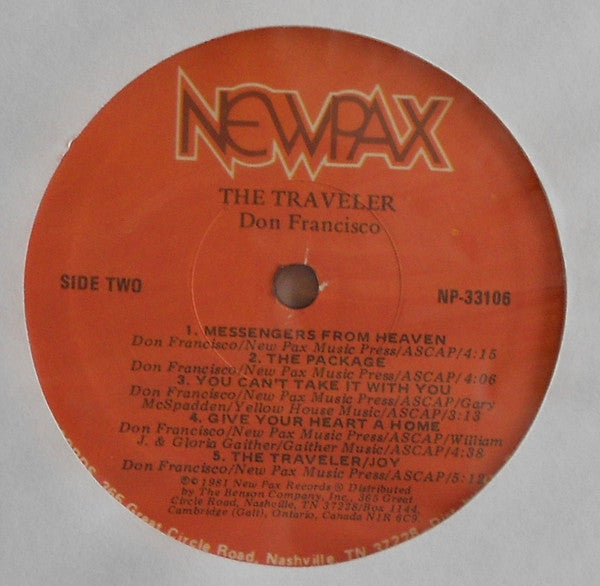 NEWPAX
THE TRAVELER
Don Francisco
SIDE TWO
NP-33106
1. MESSENGERS FROM HEAVEN
Don Francisco/New Pax Music Press/ASCAP/4:15
2. THE PACKAGE
Don Francisco/New Pax Music Press/ASCAP/4:06
3. YOU CAN'T TAKE IT WITH YOU
Don Francisco/New Pax Music Press/ASCAP/Gary
McSpadden/Yellow House Music/ASCAP/3:13
4. GIVE YOUR HEART A HOME
Don Francisco/New Pax Music Press/ASCAP/William
J. & Gloria Gaither/Gaither Music/ASCAP/4:38
5. THE TRAVELER/JOY
Don Francisco/New Pax Music Press/ASCAP/5:12
℗© 1981 New Pax Records ® Distributed
by The Benson Company, Inc., 365 Great
Circle Road, Nashville, TN 37228/Box 1144,
Cambridge (Galt), Ontario, Canada N1R 6C9.
365 Great Circle Road, Nashville, TN 37228